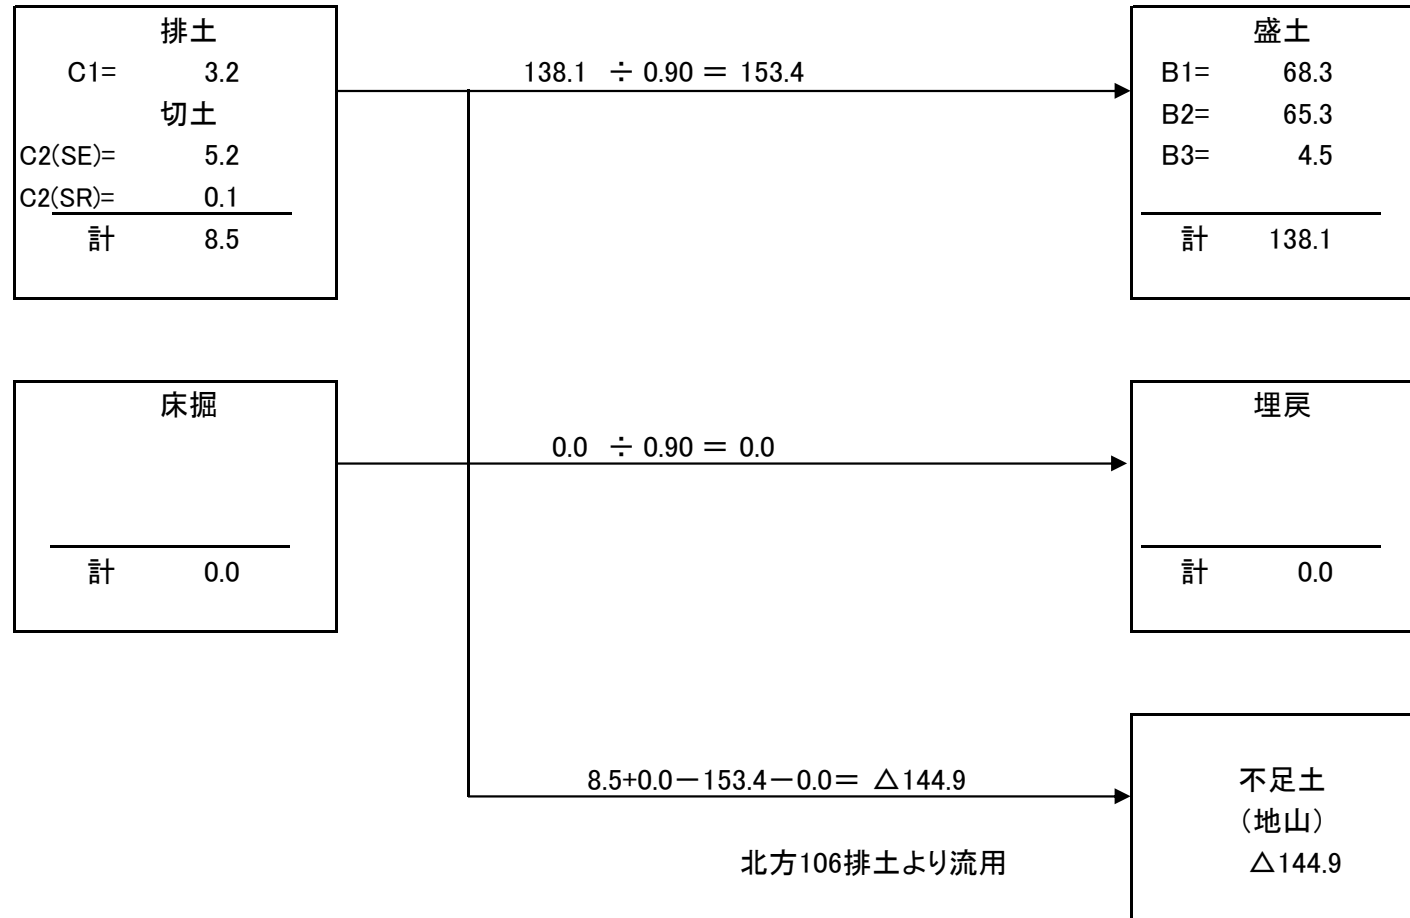 排土
C1= 3.2
切土
C2(SE)= 5.2
C2(SR)= 0.1
計 8.5
138.1 ÷ 0.90 ＝ 153.4
盛土
B1= 68.3
B2= 65.3
B3= 4.5
計 138.1
床掘
計 0.0
0.0 ÷ 0.90 ＝ 0.0
埋戻
計 0.0
8.5+0.0－153.4－0.0＝ △144.9
北方106排土より流用
不足土
（地山）
△144.9